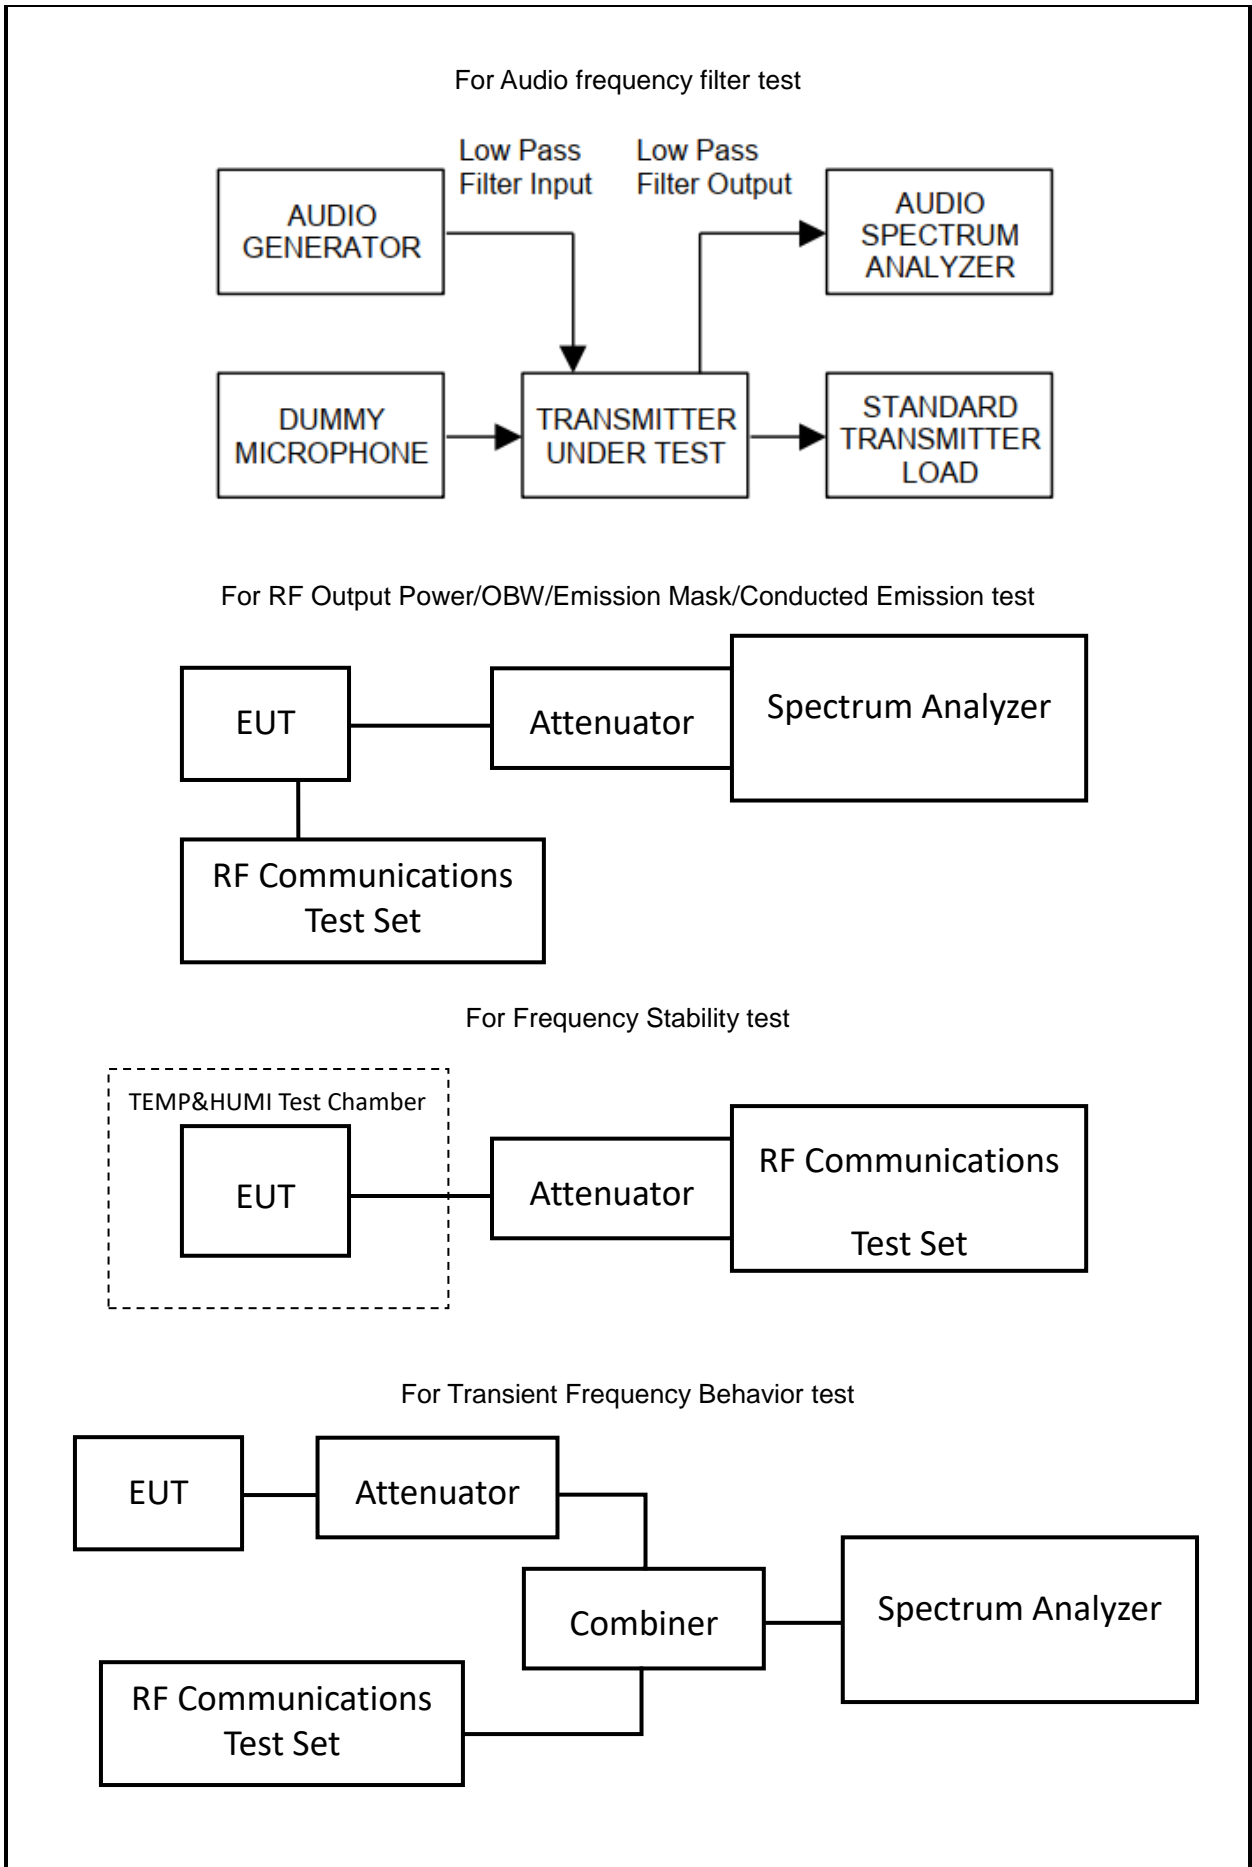 For Audio frequency filter test
Low Pass
Filter Input
Low Pass
Filter Output
AUDIO
GENERATOR
AUDIO
SPECTRUM
ANALYZER
DUMMY
MICROPHONE
TRANSMITTER
UNDER TEST
STANDARD
TRANSMITTER
LOAD
For RF Output Power/OBW/Emission Mask/Conducted Emission test
EUT
Attenuator
Spectrum Analyzer
RF Communications
Test Set
For Frequency Stability test
TEMP&HUMI Test Chamber
EUT
Attenuator
RF Communications
Test Set
For Transient Frequency Behavior test
EUT
Attenuator
Combiner
Spectrum Analyzer
RF Communications
Test Set